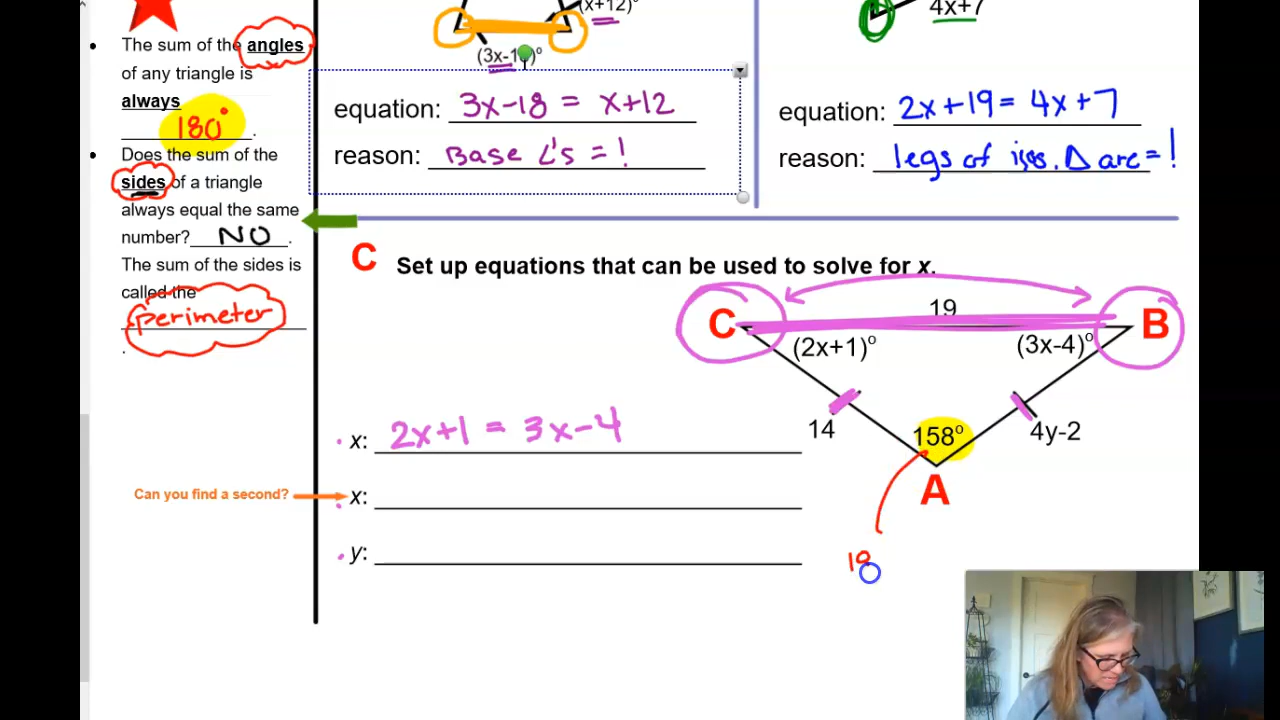 (x+12)°
4x+7
• The sum of the angles
of any triangle is
always
180° .
(3x-1 )°
equation: 3x-18 = x+12
reason: Base ∠'s = !
equation: 2x+19 = 4x+7
reason: legs of isos. Δ are = !
• Does the sum of the
sides of a triangle
always equal the same
number? NO .
The sum of the sides is
called the
perimeter
.
C Set up equations that can be used to solve for x.
19
C B
(2x+1)° (3x-4)°
14 158° 4y-2
A
• x: 2x+1 = 3x-4
Can you find a second? x:
• y:
18